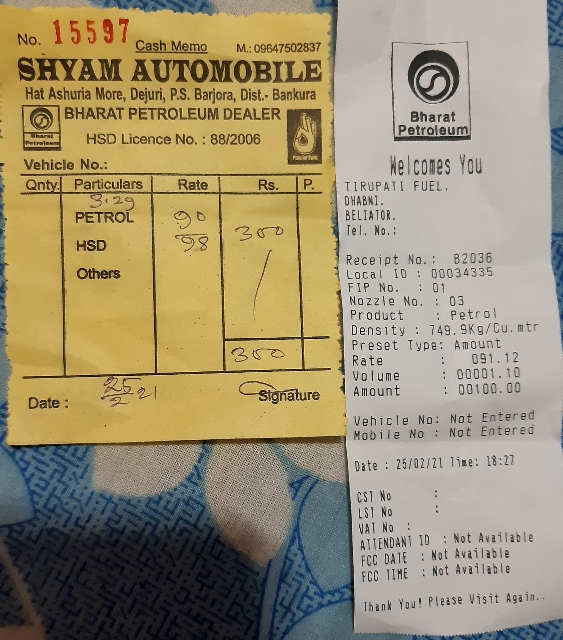 No. 15597
Cash Memo M.: 09647502837
SHYAM AUTOMOBILE
Hat Ashuria More, Dejuri, P.S. Barjora, Dist.- Bankura
Bharat Petroleum
BHARAT PETROLEUM DEALER
HSD Licence No. : 88/2006
Vehicle No.:
Qnty. Particulars Rate Rs. P.
3.29
PETROL 90
98 300
HSD
Others
300
Date : 25/2 21 Signature
Bharat
Petroleum
Welcomes You
TIRUPATI FUEL.
DHABNI.
BELIATOR.
Tel. No.:
Receipt No.: B2036
Local ID : 00034335
FIP No. : 01
Nozzle No. : 03
Product : Petrol
Density : 749.9Kg/Cu.mtr
Preset Type: Amount
Rate : 091.12
Volume : 00001.10
Amount : 00100.00
Vehicle No: Not Entered
Mobile No : Not Entered
Date : 25/02/21 Time: 18:27
CST No :
LST No :
VAT No :
ATTENDANT ID : Not Available
FCC DATE : Not Available
FCC TIME : Not Available
Thank You! Please Visit Again..